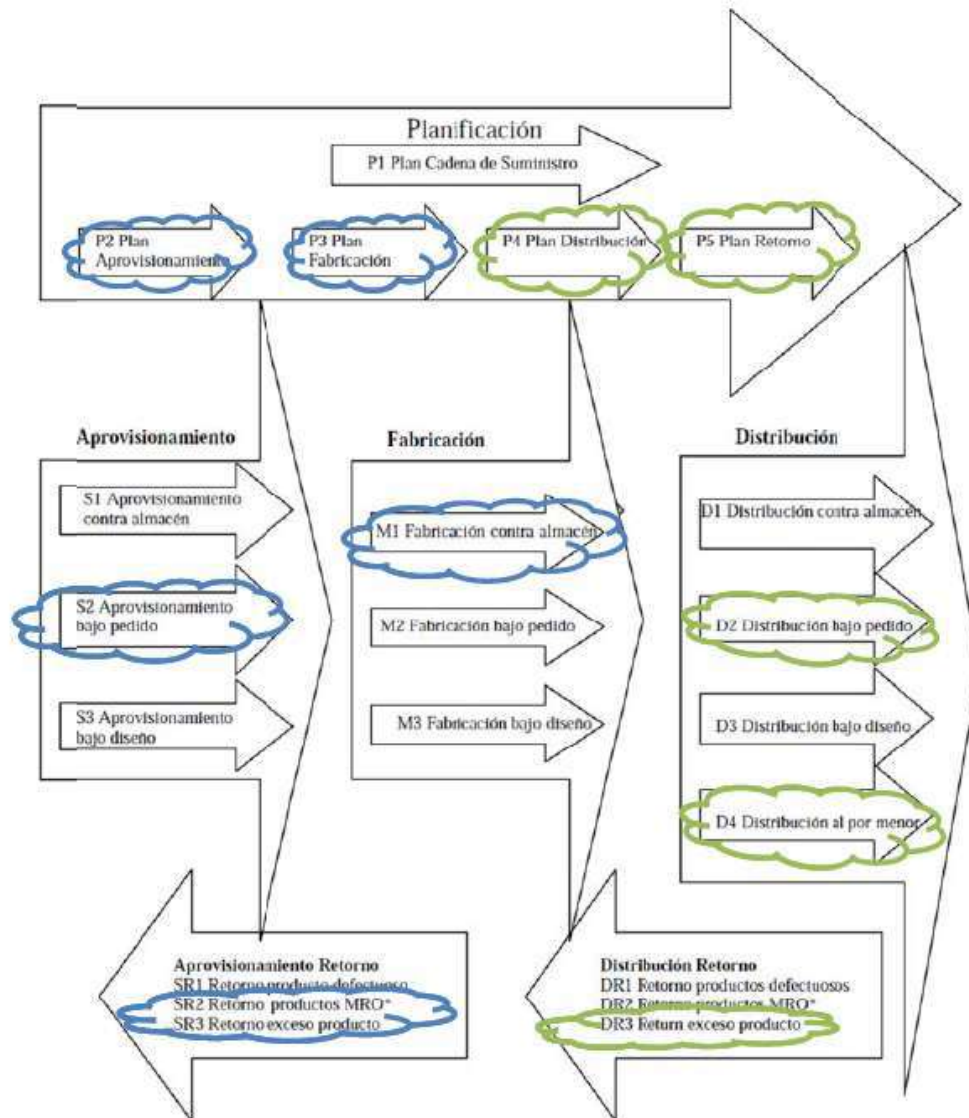 Planificación
P1 Plan Cadena de Suministro
P2 Plan
Aprovisionamiento
P3 Plan
Fabricación
P4 Plan Distribución
P5 Plan Retorno
Aprovisionamiento
S1 Aprovisionamiento
contra almacén
S2 Aprovisionamiento
bajo pedido
S3 Aprovisionamiento
bajo diseño
Fabricación
M1 Fabricación contra almacén
M2 Fabricación bajo pedido
M3 Fabricación bajo diseño
Distribución
D1 Distribución contra almacén
D2 Distribución bajo pedido
D3 Distribución bajo diseño
D4 Distribución al por menor
Aprovisionamiento Retorno
SR1 Retorno producto defectuoso
SR2 Retorno productos MRO*
SR3 Retorno exceso producto
Distribución Retorno
DR1 Retorno productos defectuosos
DR2 Retorno productos MRO*
DR3 Return exceso producto